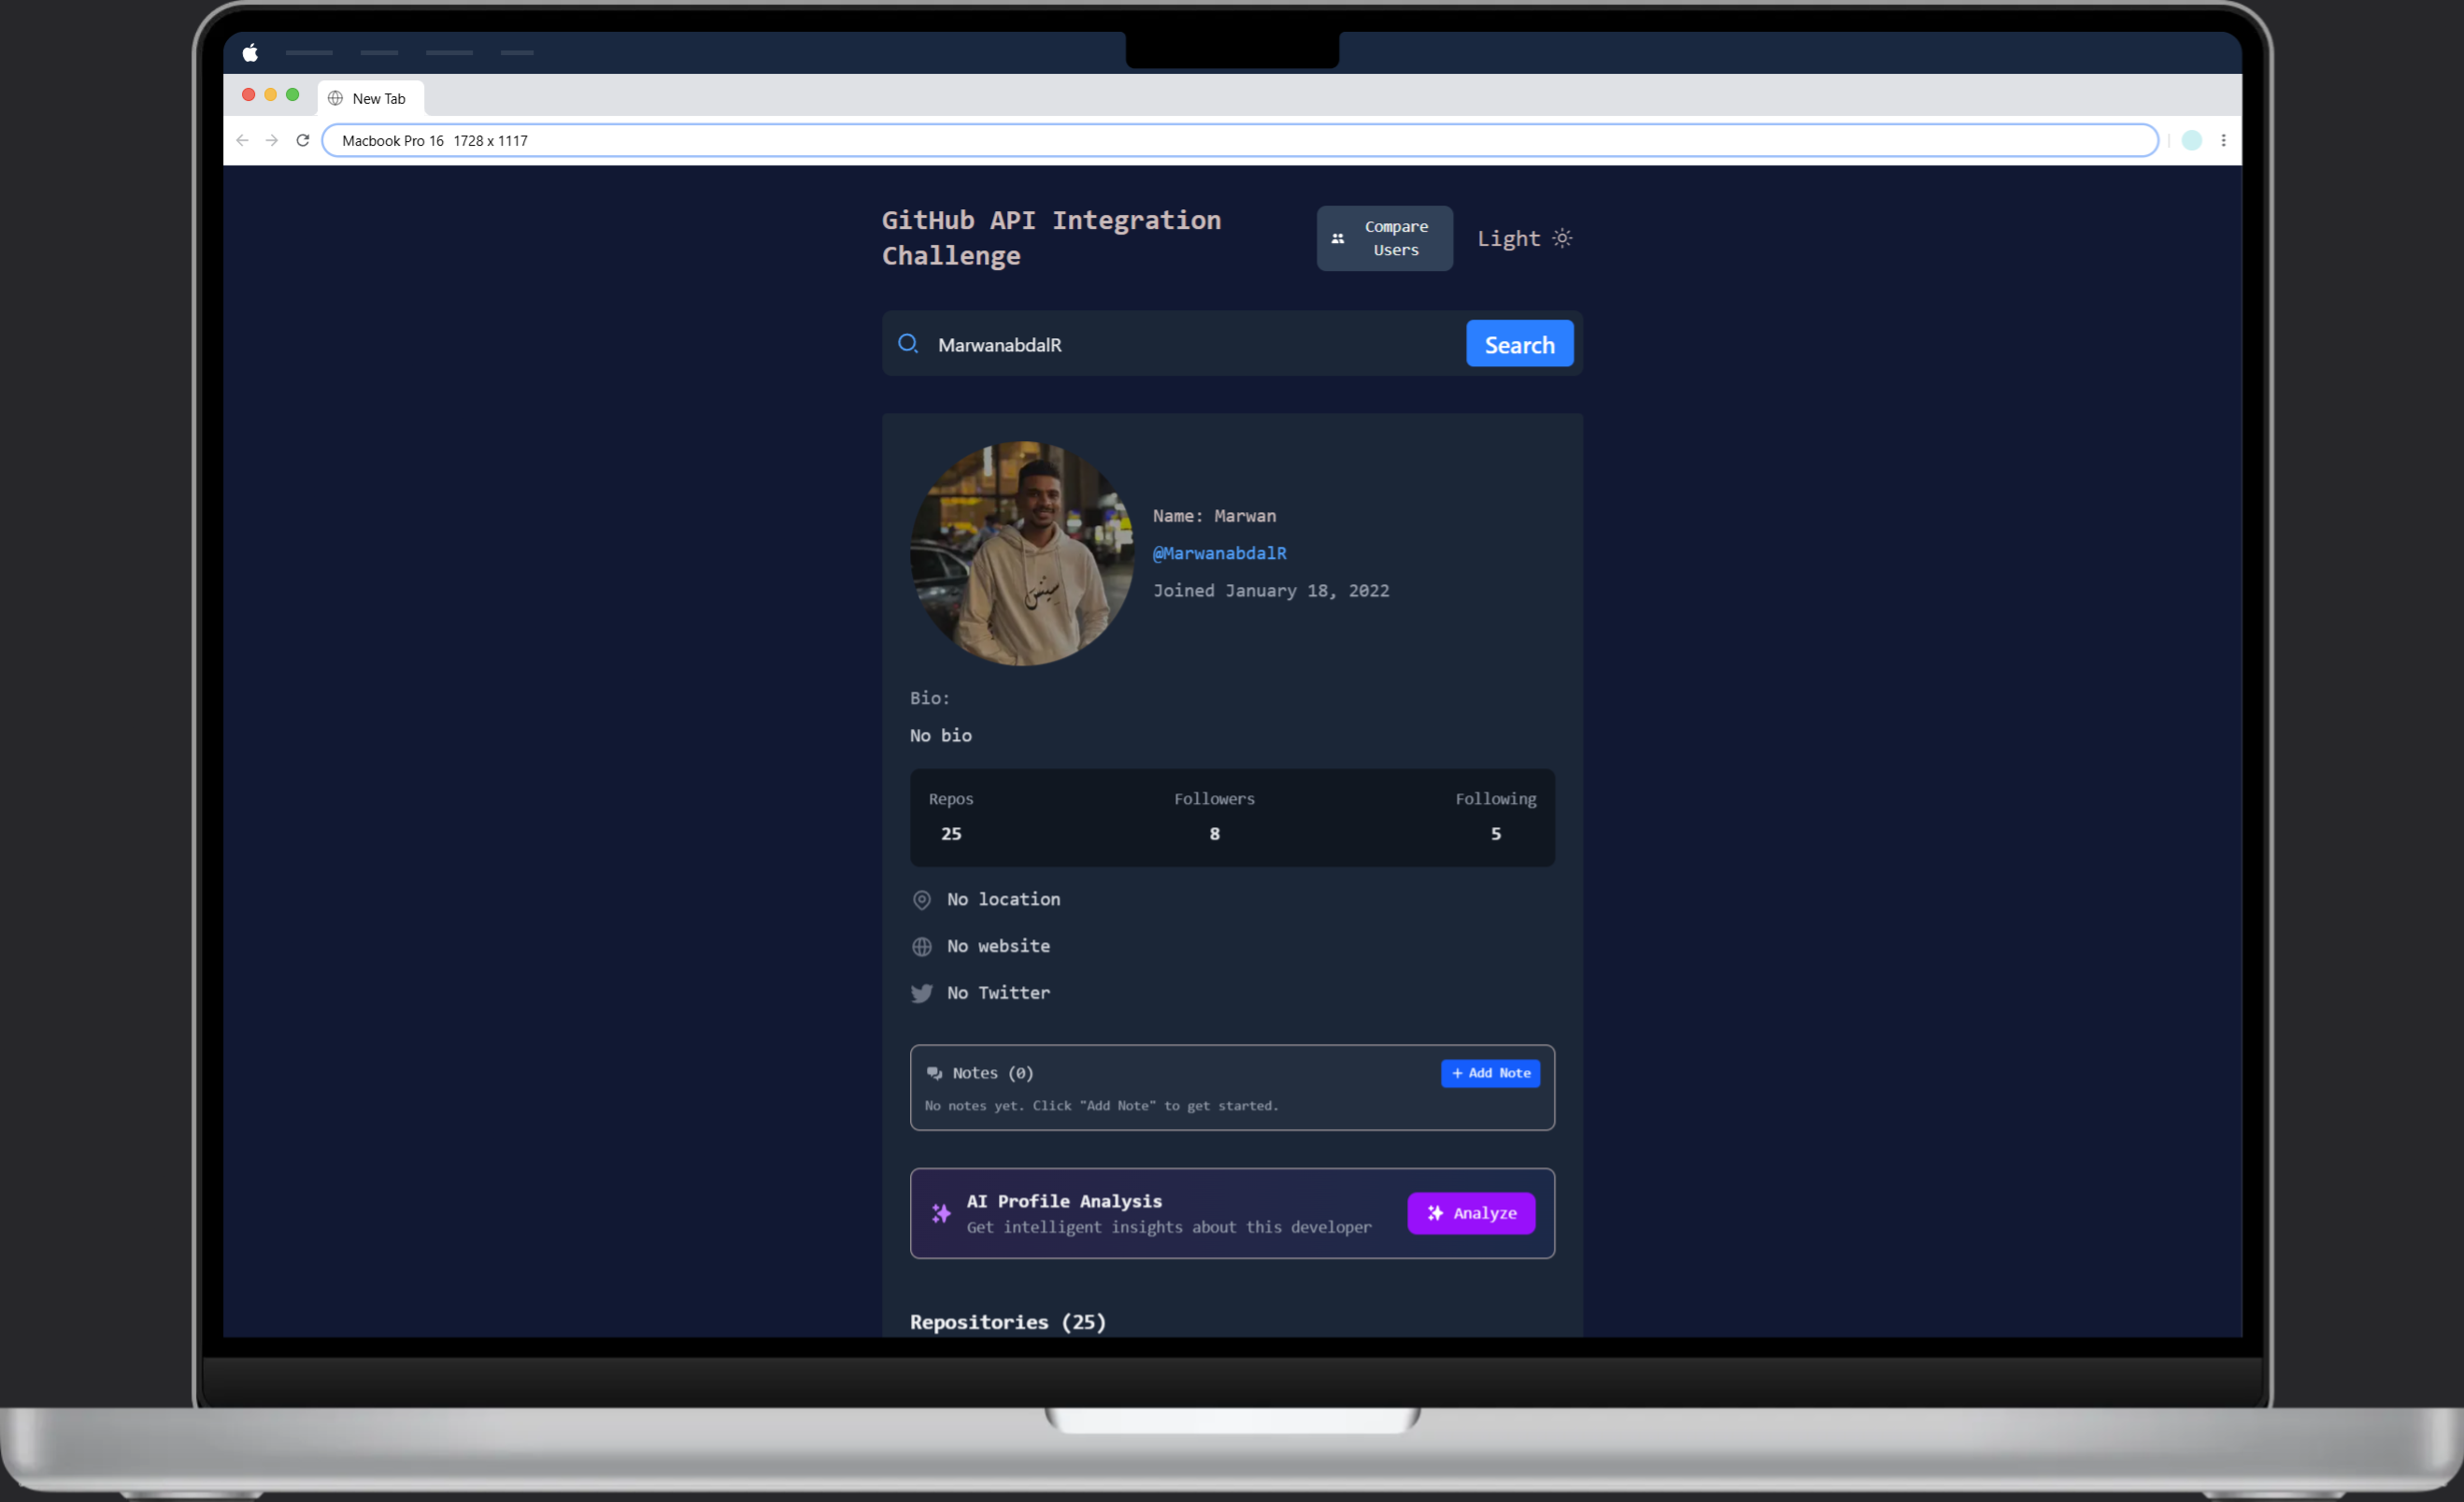 New Tab
Macbook Pro 16 1728 x 1117
GitHub API Integration
Challenge
Compare
Users
Light
MarwanabdalR
Search
Name: Marwan
@MarwanabdalR
Joined January 18, 2022
سينس
Bio:
No bio
Repos Followers Following
25 8 5
No location
No website
No Twitter
Notes (0)
+ Add Note
No notes yet. Click "Add Note" to get started.
AI Profile Analysis
Get intelligent insights about this developer
Analyze
Repositories (25)